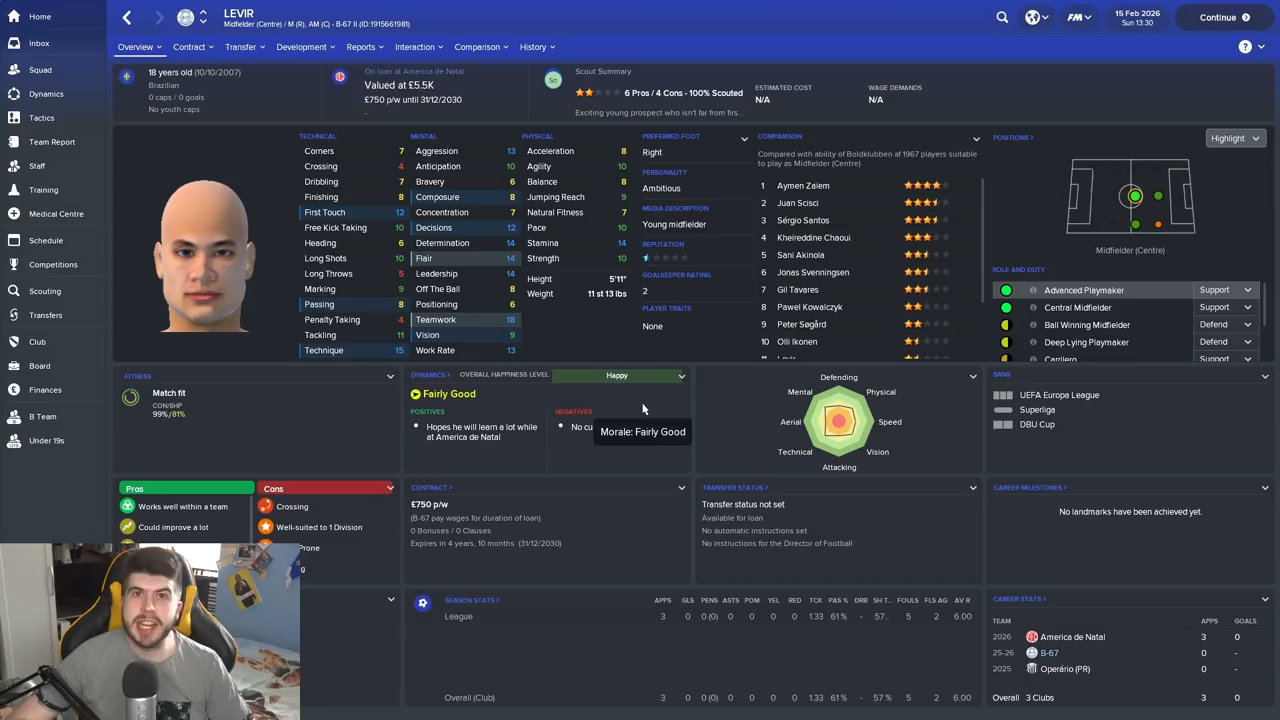 Home
Inbox
Squad
Dynamics
Tactics
Team Report
Staff
Training
Medical Centre
Schedule
Competitions
Scouting
Transfers
Club
Board
Finances
B Team
Under 19s
LEVIR
Midfielder (Centre) / M (R), AM (C) - B-67 II (ID:1915661981)
FM
15 Feb 2026
Sun 13:30
Continue
Overview Contract Transfer Development Reports Interaction Comparison History
18 years old (10/10/2007)
Brazilian
0 caps / 0 goals
No youth caps
On loan at America de Natal
Valued at £5.5K
£750 p/w until 31/12/2030
-
Sct
Scout Summary
6 Pros / 4 Cons - 100% Scouted
Exciting young prospect who isn't far from firs...
ESTIMATED COST
N/A
WAGE DEMANDS
N/A
TECHNICAL
Corners 7
Crossing 4
Dribbling 7
Finishing 8
First Touch 12
Free Kick Taking 10
Heading 6
Long Shots 10
Long Throws 5
Marking 9
Passing 8
Penalty Taking 4
Tackling 11
Technique 15
MENTAL
Aggression 13
Anticipation 10
Bravery 6
Composure 8
Concentration 7
Decisions 12
Determination 14
Flair 14
Leadership 14
Off The Ball 8
Positioning 6
Teamwork 18
Vision 9
Work Rate 13
PHYSICAL
Acceleration 8
Agility 10
Balance 8
Jumping Reach 9
Natural Fitness 7
Pace 10
Stamina 14
Strength 10
Height 5'11"
Weight 11 st 13 lbs
PREFERRED FOOT
Right
PERSONALITY
Ambitious
MEDIA DESCRIPTION
Young midfielder
REPUTATION
GOALKEEPER RATING
2
PLAYER TRAITS
None
COMPARISON
Compared with ability of Boldklubben af 1967 players suitable
to play as Midfielder (Centre)
1 Aymen Zaiem
2 Juan Scisci
3 Sérgio Santos
4 Kheireddine Chaoui
5 Sani Akinola
6 Jonas Svenningsen
7 Gil Tavares
8 Pawel Kowalczyk
9 Peter Søgård
10 Olli Ikonen
11 Levir
POSITIONS >
Highlight
Midfielder (Centre)
ROLE AND DUTY
Advanced Playmaker Support
Central Midfielder Support
Ball Winning Midfielder Defend
Deep Lying Playmaker Defend
Carrilero Support
FITNESS
Match fit
CON/SHP
99%/81%
DYNAMICS > OVERALL HAPPINESS LEVEL Happy
Fairly Good
POSITIVES
Hopes he will learn a lot while
at America de Natal
NEGATIVES
No cu
Morale: Fairly Good
Defending
Physical
Speed
Vision
Attacking
Technical
Aerial
Mental
BANS
UEFA Europa League
Superliga
DBU Cup
Pros
Works well within a team
Could improve a lot
Cons
Crossing
Well-suited to 1 Division
CONTRACT >
£750 p/w
(B-67 pay wages for duration of loan)
0 Bonuses / 0 Clauses
Expires in 4 years, 10 months (31/12/2030)
TRANSFER STATUS >
Transfer status not set
Available for loan
No automatic instructions set
No instructions for the Director of Football
CAREER MILESTONES >
No landmarks have been achieved yet.
SEASON STATS > APPS GLS PENS ASTS POM YEL RED TCK PAS % DRB SH T... FOULS FLS AG AV R
League 3 0 0 (0) 0 0 0 0 1.33 61 % - 57... 5 2 6.00
Overall (Club) 3 0 0 (0) 0 0 0 0 1.33 61 % - 57 % 5 2 6.00
CAREER STATS >
TEAM APPS GOALS
2026 America de Natal 3 0
25-26 B-67 0 -
2025 Operário (PR) 0 -
Overall 3 Clubs 3 0